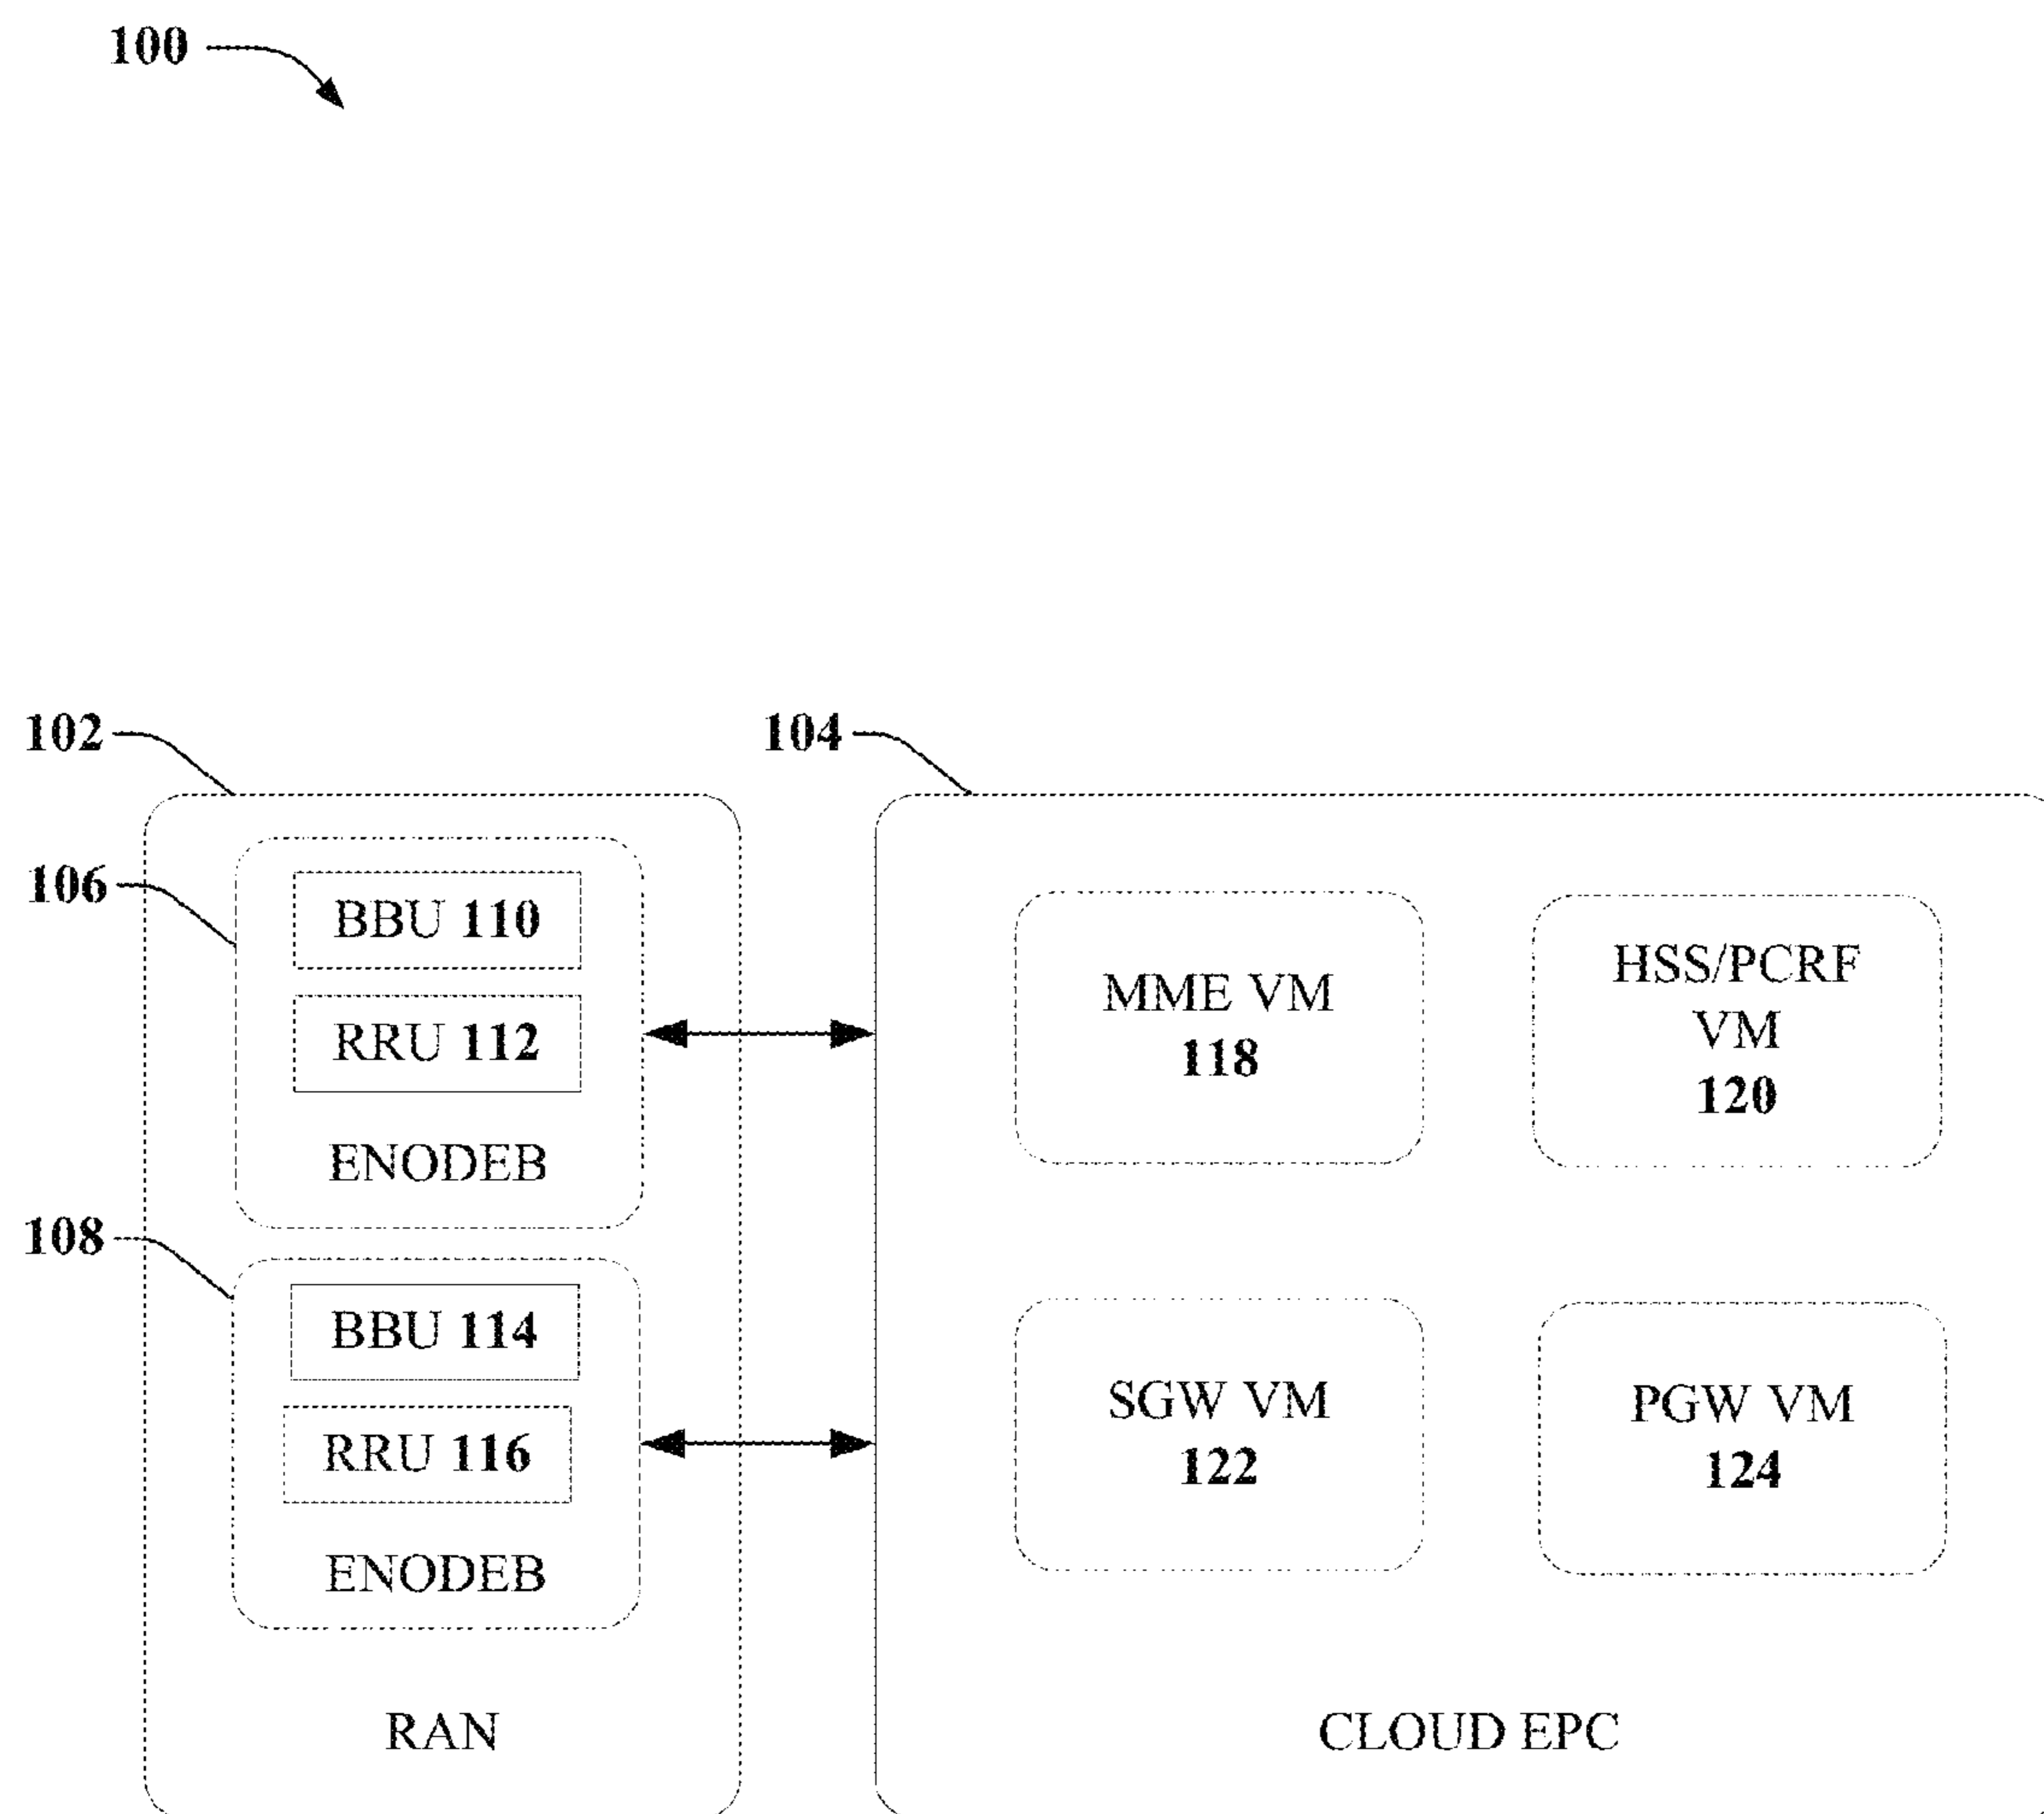 100
102
104
106
BBU 110
RRU 112
ENODEB
108
BBU 114
RRU 116
ENODEB
RAN
MME VM
118
HSS/PCRF
VM
120
SGW VM
122
PGW VM
124
CLOUD EPC